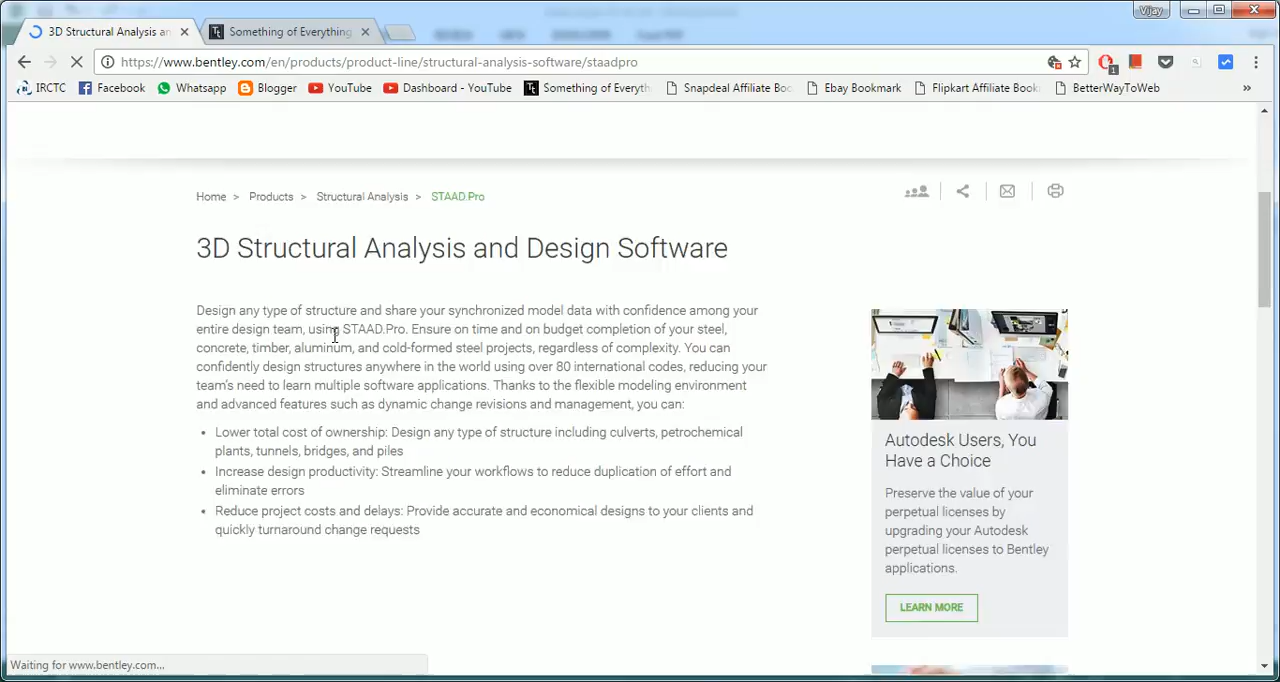 Vijay
3D Structural Analysis an
Something of Everything
https://www.bentley.com/en/products/product-line/structural-analysis-software/staadpro
1
IRCTC
Facebook
Whatsapp
Blogger
YouTube
Dashboard - YouTube
Something of Everyth
Snapdeal Affiliate Boo
Ebay Bookmark
Flipkart Affiliate Book
BetterWayToWeb
»
Home > Products > Structural Analysis > STAAD.Pro
3D Structural Analysis and Design Software
Design any type of structure and share your synchronized model data with confidence among your
entire design team, using STAAD.Pro. Ensure on time and on budget completion of your steel,
concrete, timber, aluminum, and cold-formed steel projects, regardless of complexity. You can
confidently design structures anywhere in the world using over 80 international codes, reducing your
team's need to learn multiple software applications. Thanks to the flexible modeling environment
and advanced features such as dynamic change revisions and management, you can:
• Lower total cost of ownership: Design any type of structure including culverts, petrochemical
plants, tunnels, bridges, and piles
• Increase design productivity: Streamline your workflows to reduce duplication of effort and
eliminate errors
• Reduce project costs and delays: Provide accurate and economical designs to your clients and
quickly turnaround change requests
Autodesk Users, You
Have a Choice
Preserve the value of your
perpetual licenses by
upgrading your Autodesk
perpetual licenses to Bentley
applications.
LEARN MORE
Waiting for www.bentley.com...